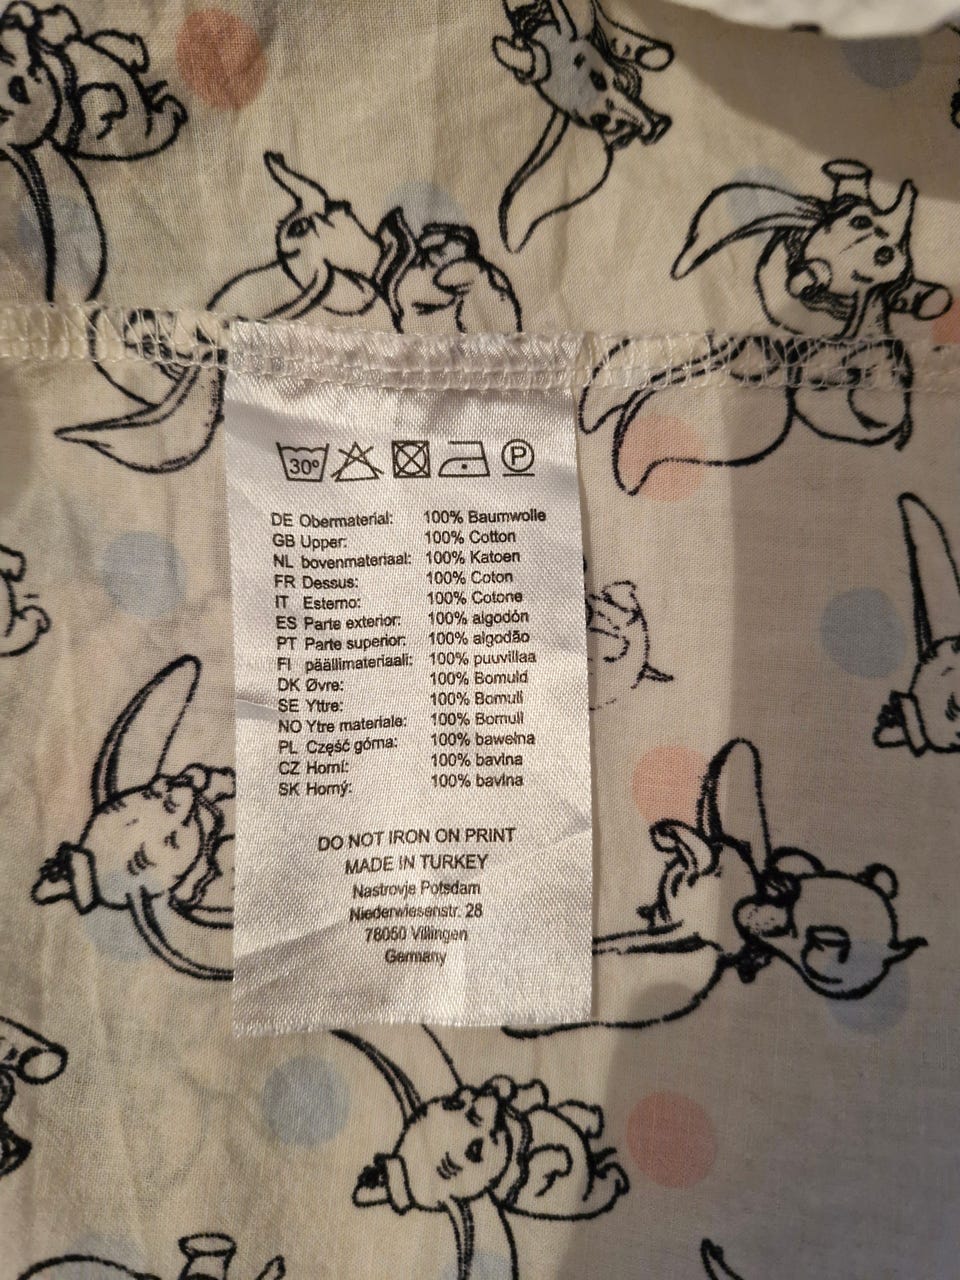 30°
P
DE Obermaterial: 100% Baumwolle
GB Upper: 100% Cotton
NL bovenmateriaal: 100% Katoen
FR Dessus: 100% Coton
IT Esterno: 100% Cotone
ES Parte exterior: 100% algodón
PT Parte superior: 100% algodão
FI päällimateriaali: 100% puuvillaa
DK Øvre: 100% Bomuld
SE Yttre: 100% Bomull
NO Ytre materiale: 100% Bomull
PL Część górna: 100% bawełna
CZ Horní: 100% bavlna
SK Horný: 100% bavlna
DO NOT IRON ON PRINT
MADE IN TURKEY
Nastrovje Potsdam
Niederwiesenstr. 28
78050 Villingen
Germany